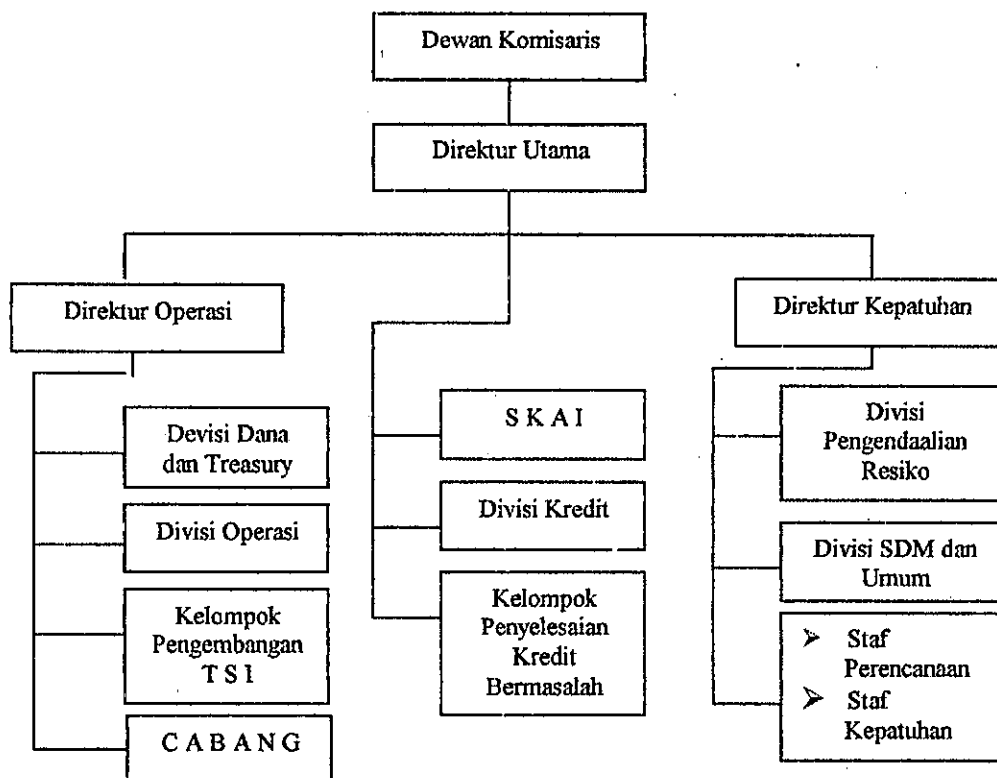 Dewan Komisaris
Direktur Utama
Direktur Operasi
Devisi Dana
dan Treasury
Divisi Operasi
Kelompok
Pengembangan
T S I
C A B A N G
S K A I
Divisi Kredit
Kelompok
Penyelesaian
Kredit
Bermasalah
Direktur Kepatuhan
Divisi
Pengendaalian
Resiko
Divisi SDM dan
Umum
➢ Staf
Perencanaan
➢ Staf
Kepatuhan